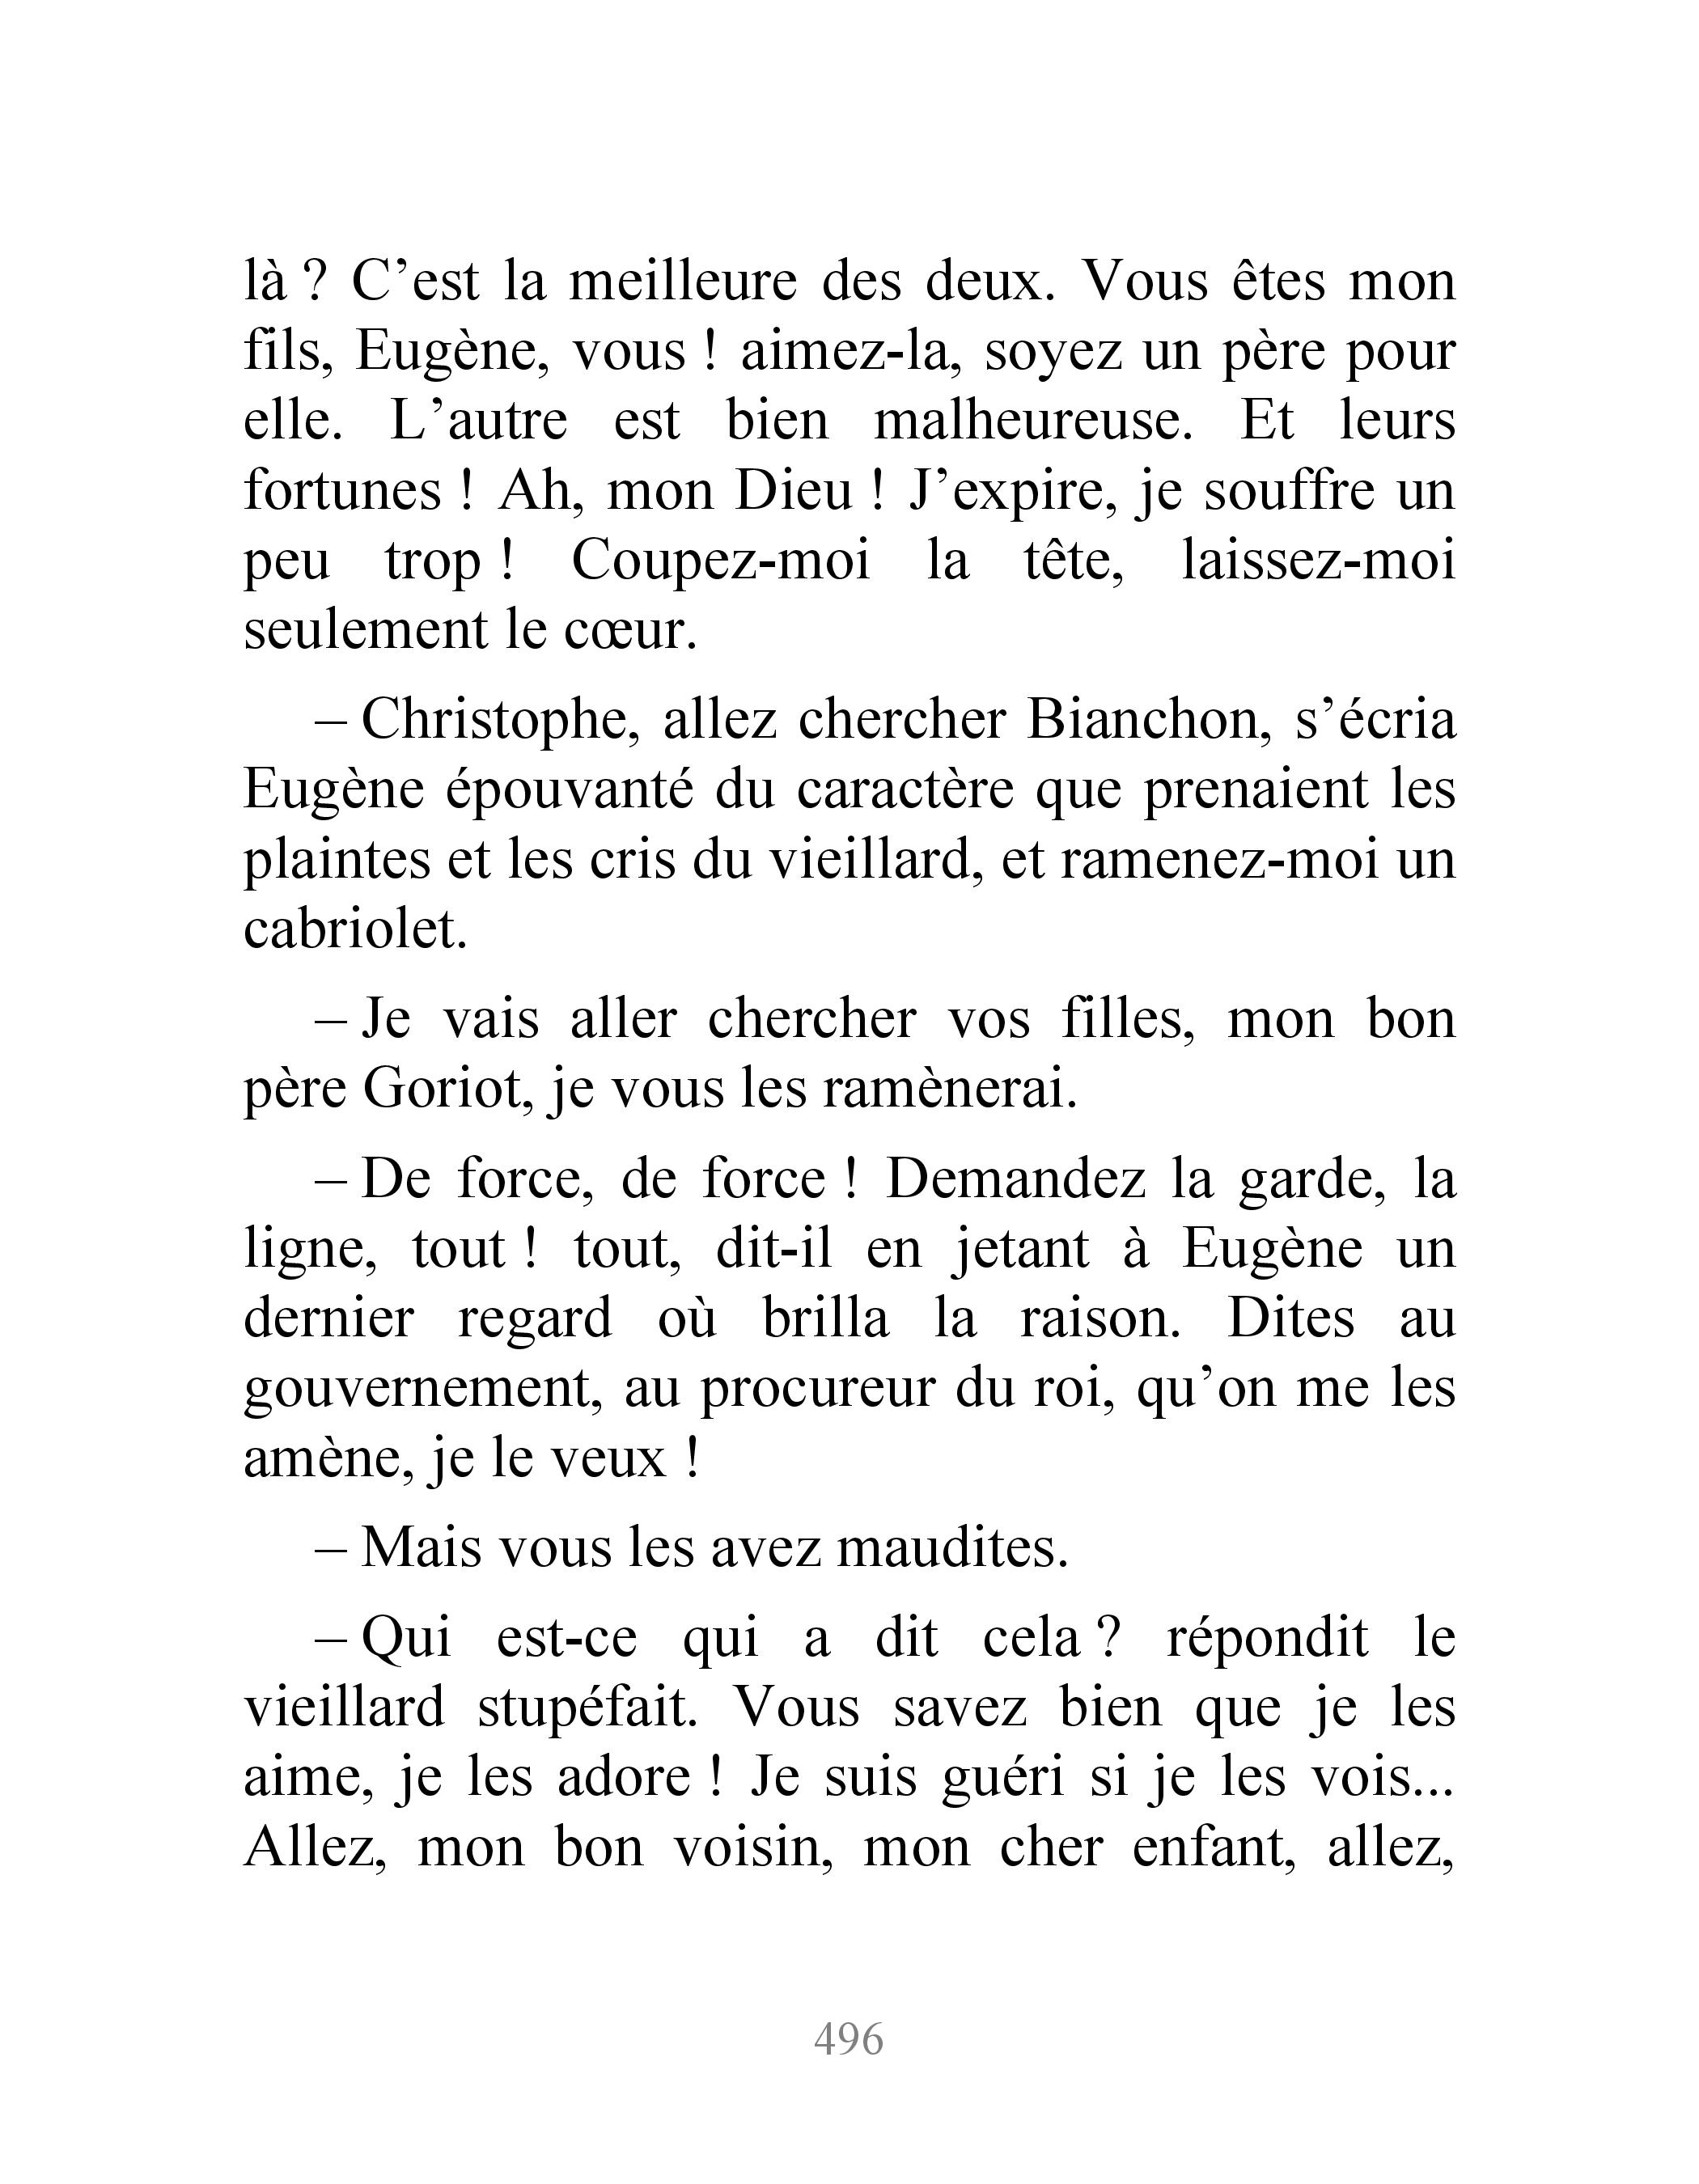 là ? C’est la meilleure des deux. Vous êtes mon
fils, Eugène, vous ! aimez-la, soyez un père pour
elle. L’autre est bien malheureuse. Et leurs
fortunes ! Ah, mon Dieu ! J’expire, je souffre un
peu trop ! Coupez-moi la tête, laissez-moi
seulement le cœur.
– Christophe, allez chercher Bianchon, s’écria
Eugène épouvanté du caractère que prenaient les
plaintes et les cris du vieillard, et ramenez-moi un
cabriolet.
– Je vais aller chercher vos filles, mon bon
père Goriot, je vous les ramènerai.
– De force, de force ! Demandez la garde, la
ligne, tout ! tout, dit-il en jetant à Eugène un
dernier regard où brilla la raison. Dites au
gouvernement, au procureur du roi, qu’on me les
amène, je le veux !
– Mais vous les avez maudites.
– Qui est-ce qui a dit cela ? répondit le
vieillard stupéfait. Vous savez bien que je les
aime, je les adore ! Je suis guéri si je les vois...
Allez, mon bon voisin, mon cher enfant, allez,
496